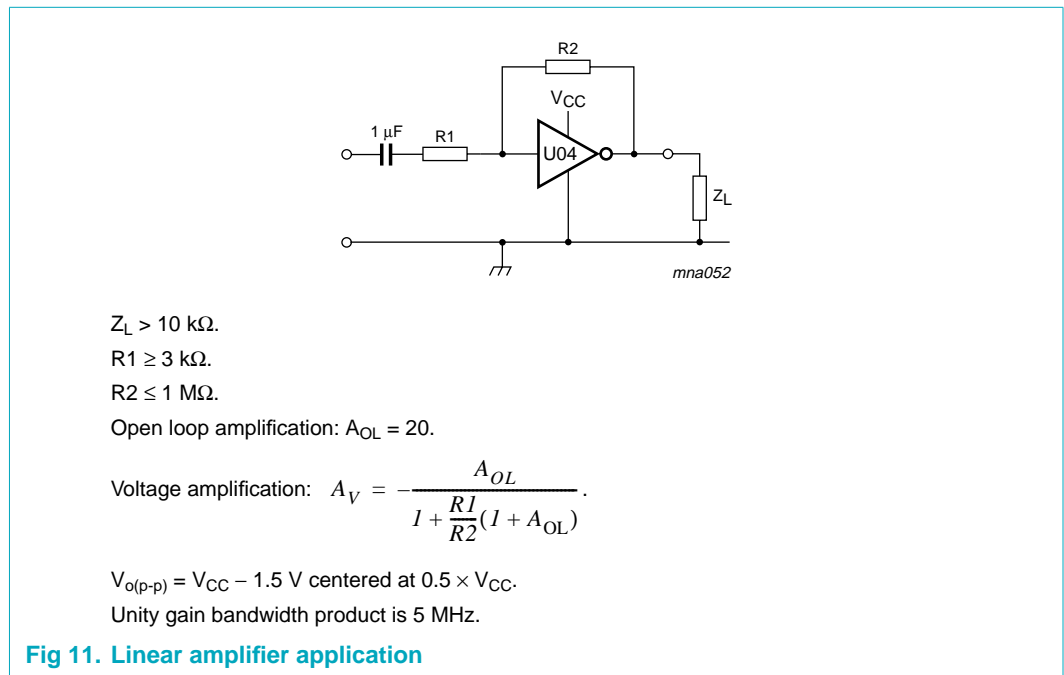 R2
V_CC
1 μF
R1
U04
Z_L
mna052
Z_L > 10 kΩ.
R1 ≥ 3 kΩ.
R2 ≤ 1 MΩ.
Open loop amplification: A_OL = 20.
Voltage amplification: A_V = −A_OL / (1 + R1/R2 (1 + A_OL)).
V_o(p-p) = V_CC − 1.5 V centered at 0.5 × V_CC.
Unity gain bandwidth product is 5 MHz.
Fig 11. Linear amplifier application